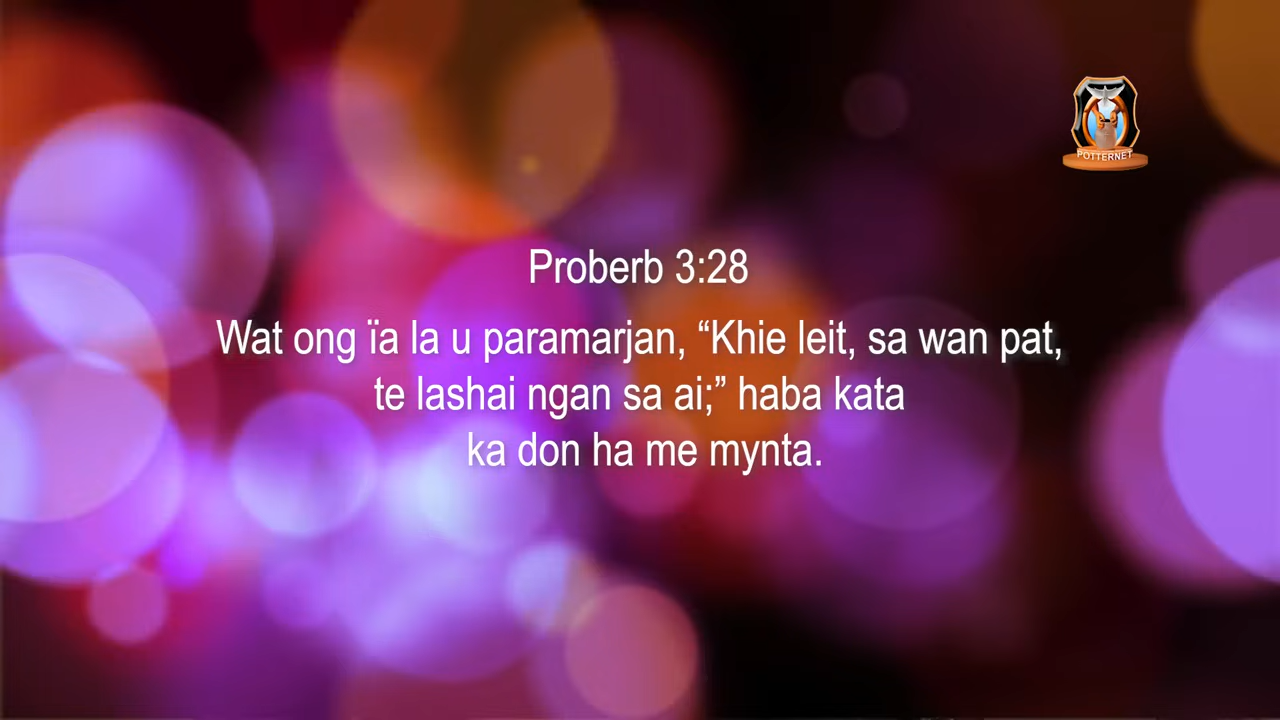 POTTERNET
Proberb 3:28
Wat ong ïa la u paramarjan, “Khie leit, sa wan pat,
te lashai ngan sa ai;” haba kata
ka don ha me mynta.